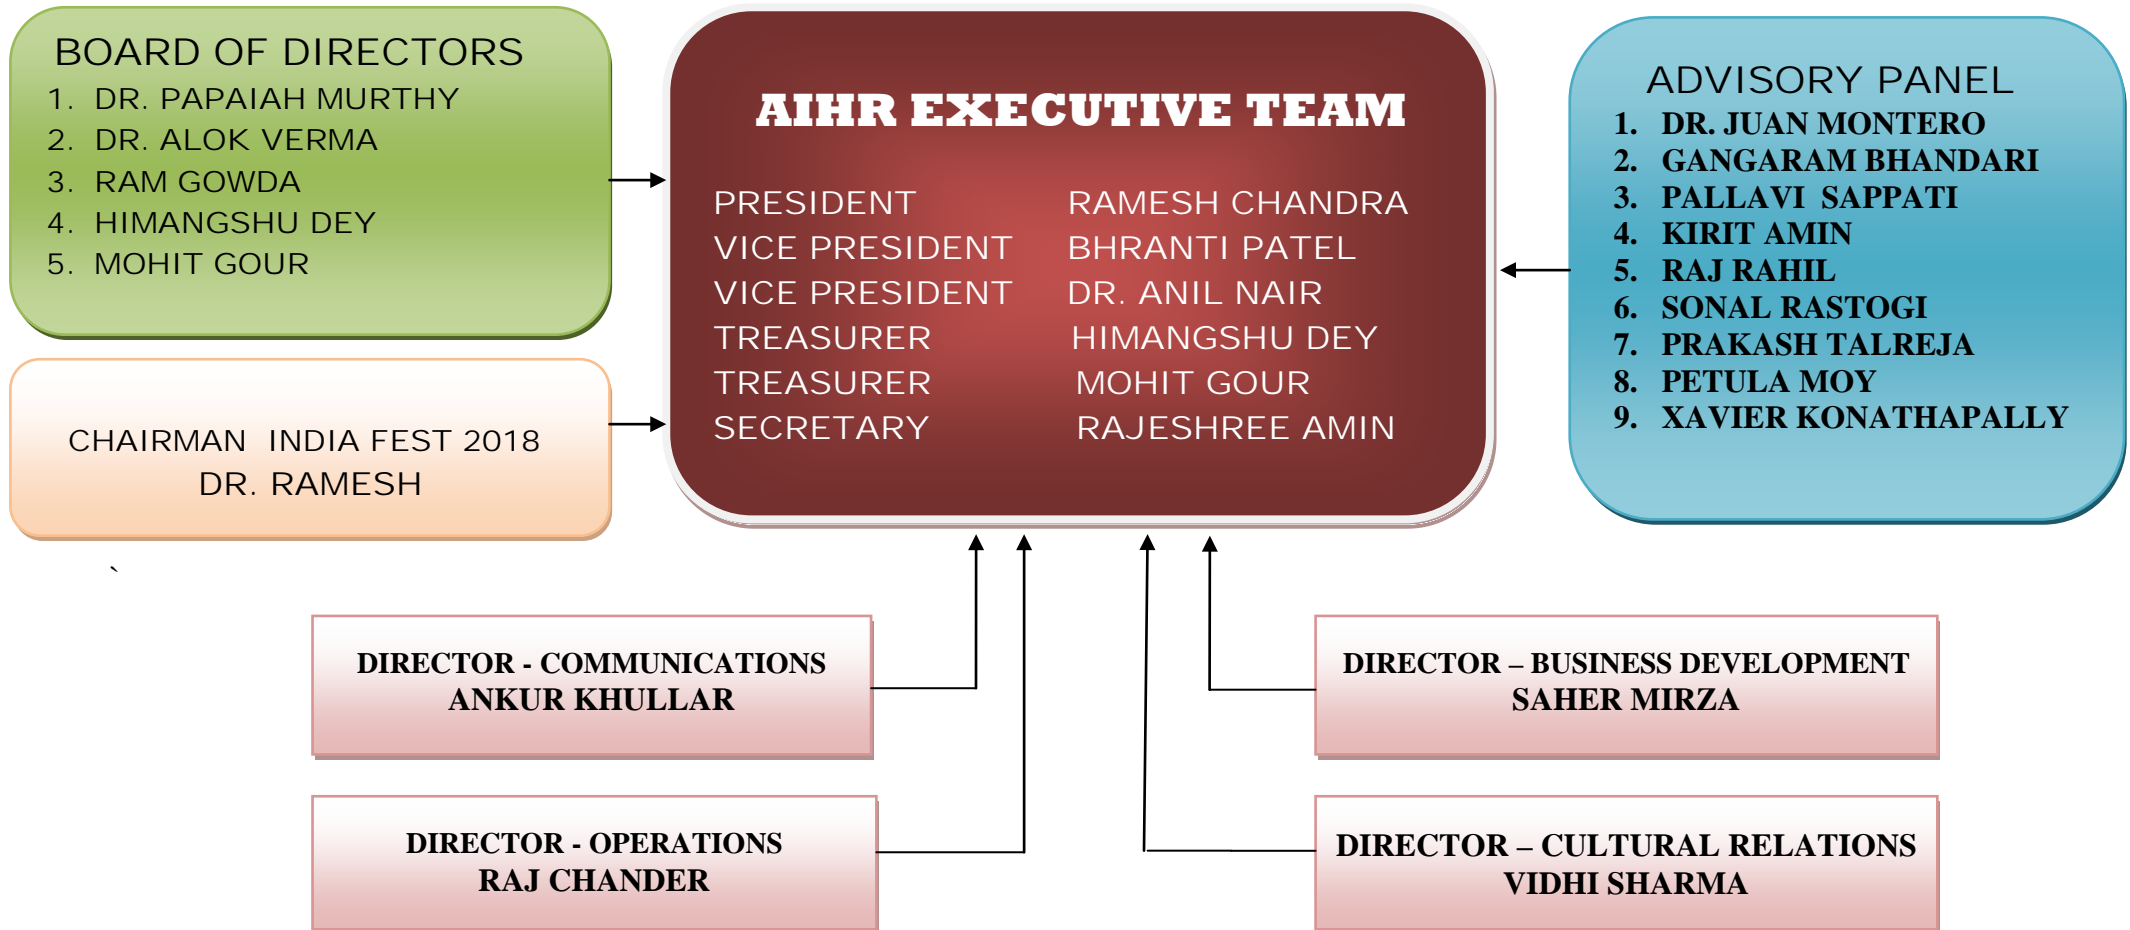 BOARD OF DIRECTORS
1. DR. PAPAIAH MURTHY
2. DR. ALOK VERMA
3. RAM GOWDA
4. HIMANGSHU DEY
5. MOHIT GOUR
CHAIRMAN INDIA FEST 2018
DR. RAMESH
`
AIHR EXECUTIVE TEAM
PRESIDENT RAMESH CHANDRA
VICE PRESIDENT BHRANTI PATEL
VICE PRESIDENT DR. ANIL NAIR
TREASURER HIMANGSHU DEY
TREASURER MOHIT GOUR
SECRETARY RAJESHREE AMIN
ADVISORY PANEL
1. DR. JUAN MONTERO
2. GANGARAM BHANDARI
3. PALLAVI SAPPATI
4. KIRIT AMIN
5. RAJ RAHIL
6. SONAL RASTOGI
7. PRAKASH TALREJA
8. PETULA MOY
9. XAVIER KONATHAPALLY
DIRECTOR - COMMUNICATIONS
ANKUR KHULLAR
DIRECTOR – BUSINESS DEVELOPMENT
SAHER MIRZA
DIRECTOR - OPERATIONS
RAJ CHANDER
DIRECTOR – CULTURAL RELATIONS
VIDHI SHARMA